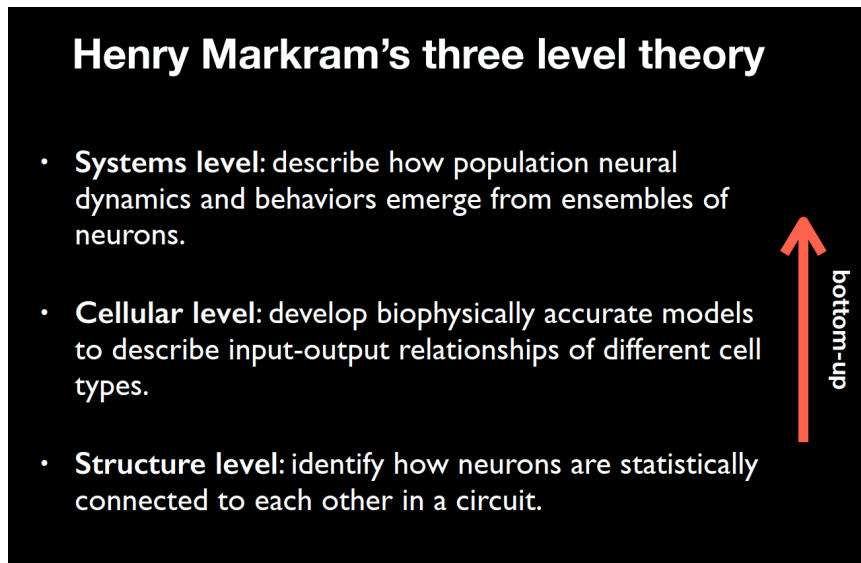 Henry Markram’s three level theory
• Systems level: describe how population neural
dynamics and behaviors emerge from ensembles of
neurons.
• Cellular level: develop biophysically accurate models
to describe input-output relationships of different cell
types.
• Structure level: identify how neurons are statistically
connected to each other in a circuit.
bottom-up